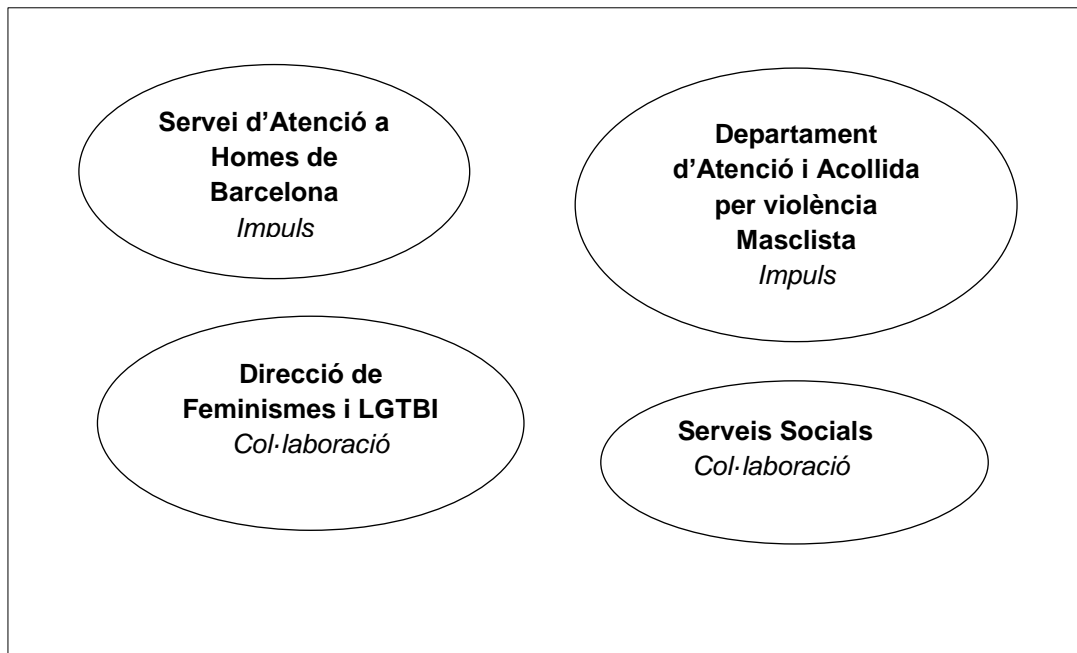 Servei d’Atenció a
Homes de
Barcelona
Impuls
Departament
d’Atenció i Acollida
per violència
Masclista
Impuls
Direcció de
Feminismes i LGTBI
Col·laboració
Serveis Socials
Col·laboració